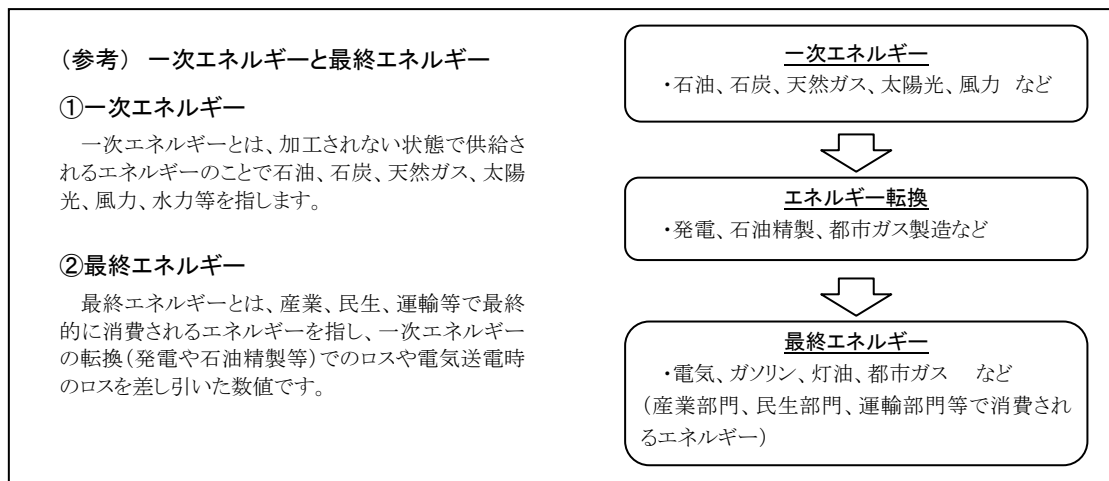 （参考） 一次エネルギーと最終エネルギー
①一次エネルギー
一次エネルギーとは、加工されない状態で供給さ
れるエネルギーのことで石油、石炭、天然ガス、太陽
光、風力、水力等を指します。
②最終エネルギー
最終エネルギーとは、産業、民生、運輸等で最終
的に消費されるエネルギーを指し、一次エネルギー
の転換（発電や石油精製等）でのロスや電気送電時
のロスを差し引いた数値です。
一次エネルギー
・石油、石炭、天然ガス、太陽光、風力 など
エネルギー転換
・発電、石油精製、都市ガス製造など
最終エネルギー
・電気、ガソリン、灯油、都市ガス など
（産業部門、民生部門、運輸部門等で消費され
るエネルギー）